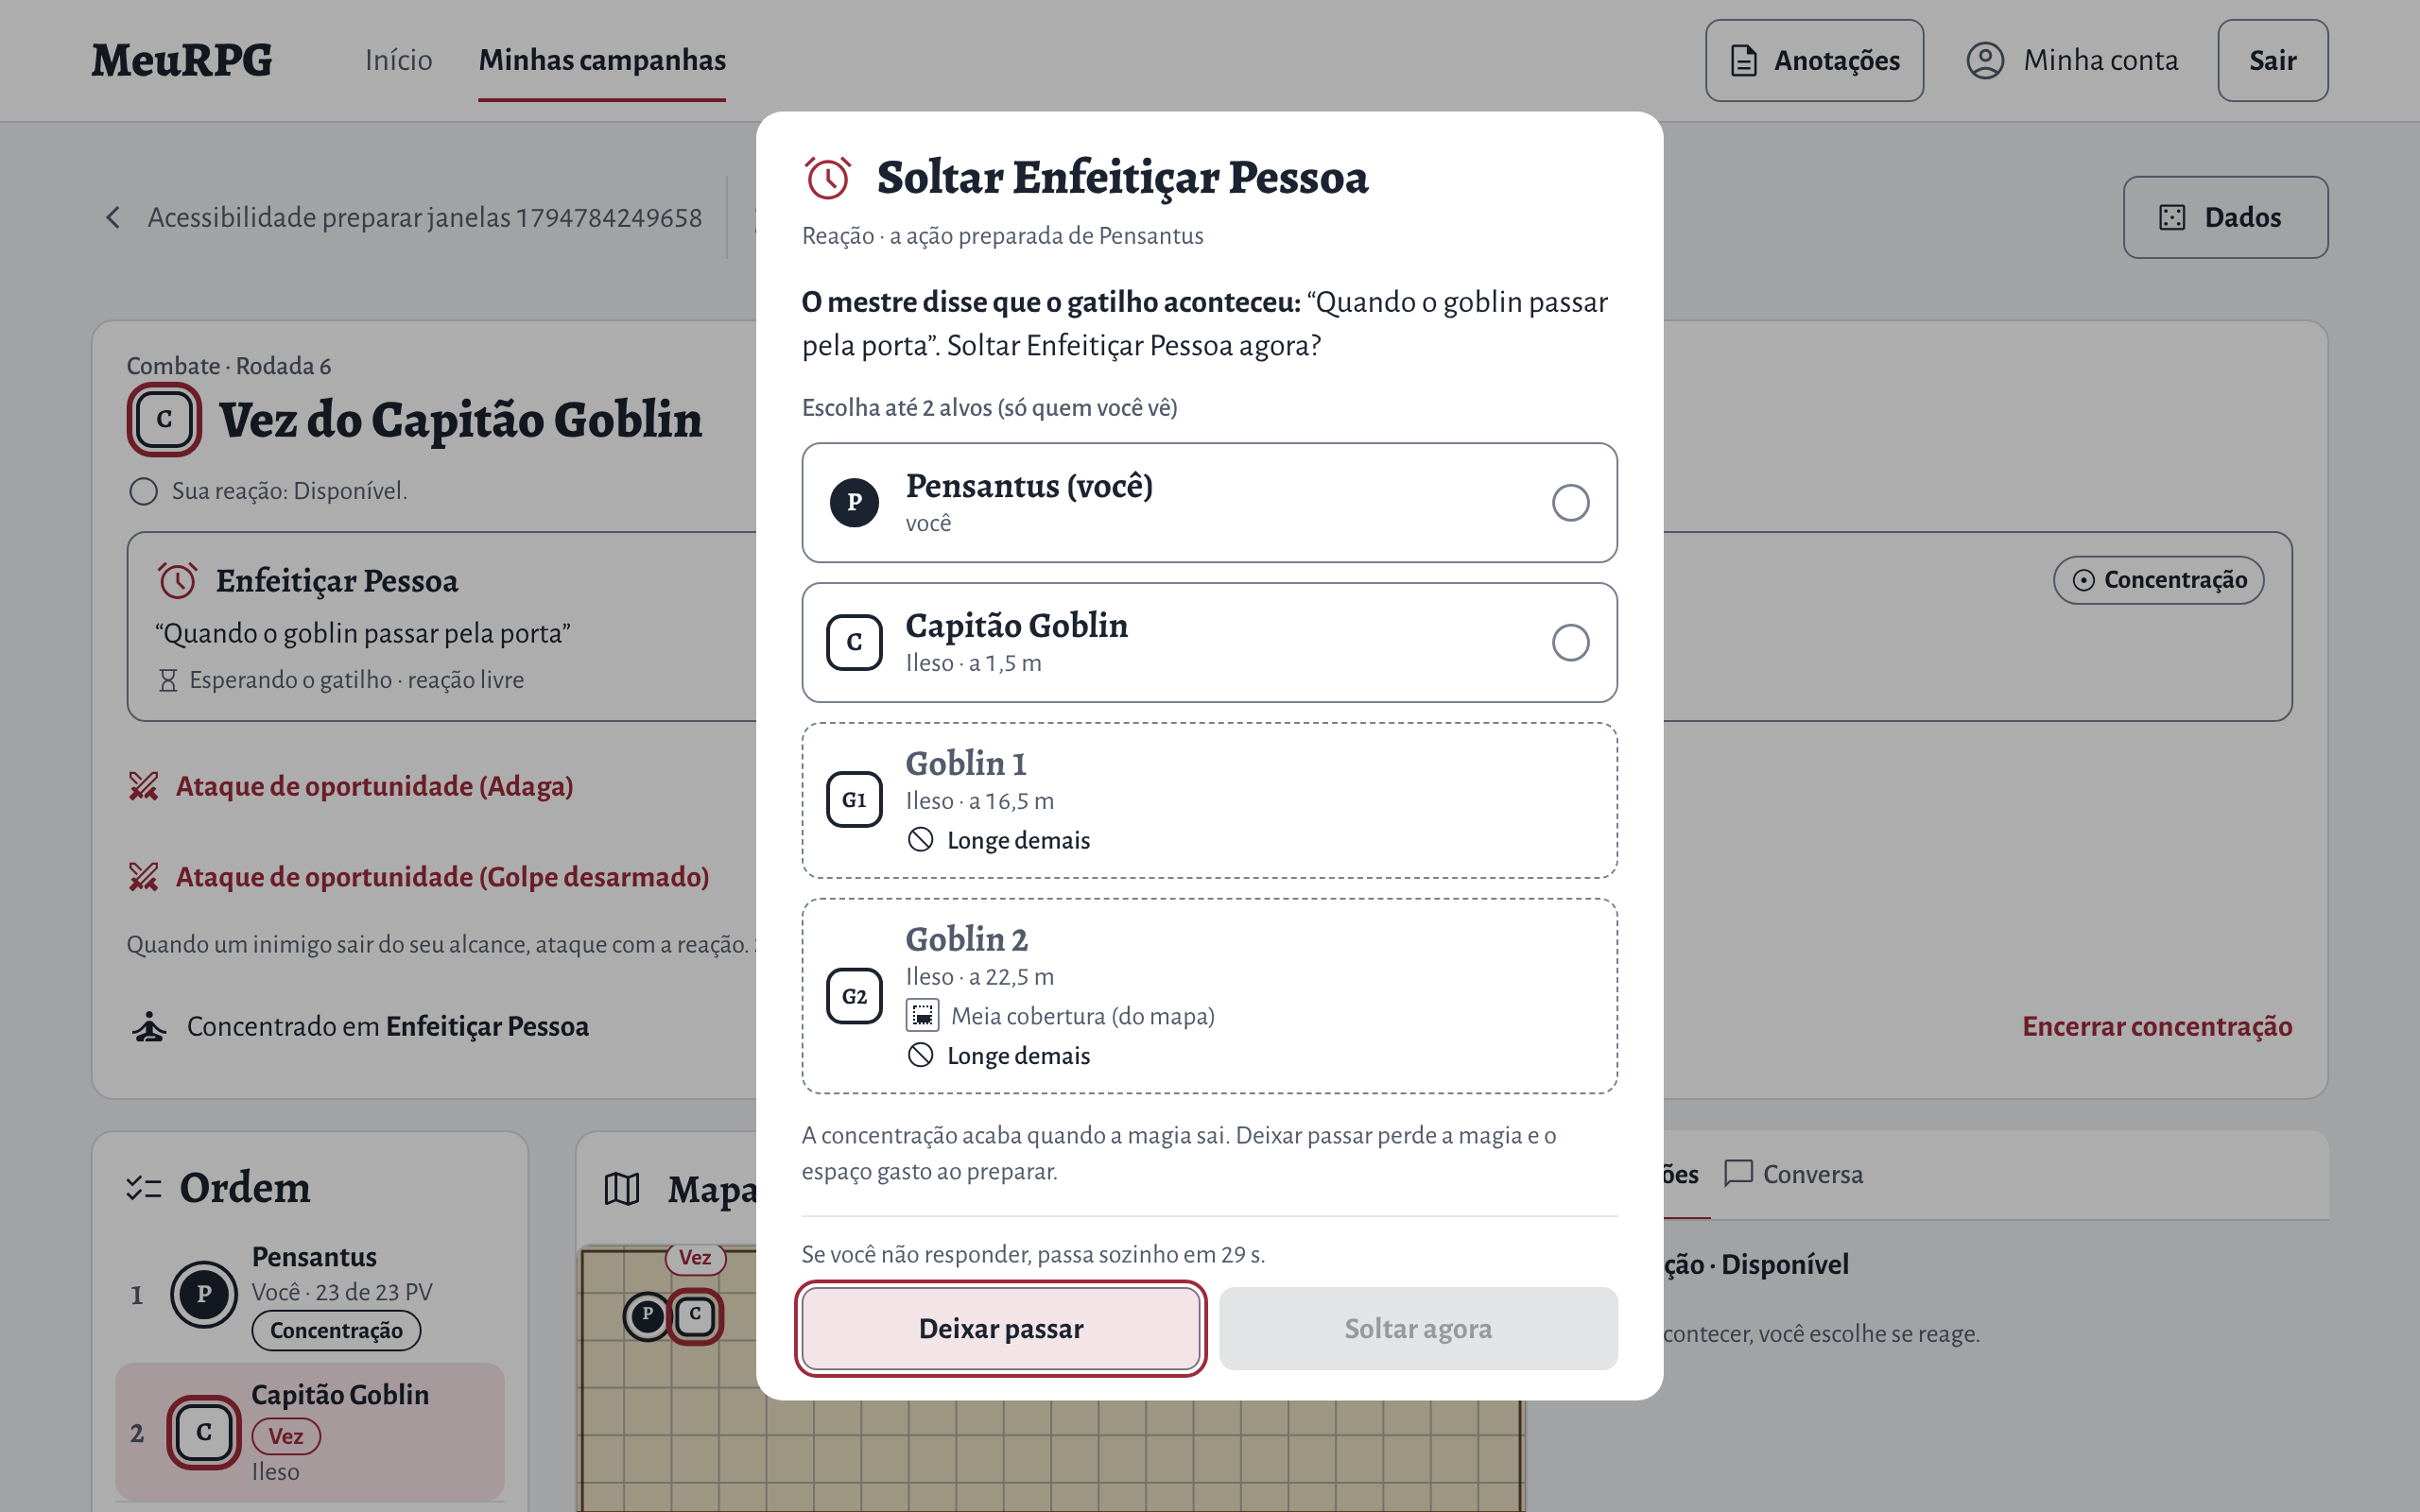 MeuRPG
Início
Minhas campanhas
Anotações
Minha conta
Sair
Acessibilidade preparar janelas 1794784249658
Dados
Combate · Rodada 6
C
Vez do Capitão Goblin
Sua reação: Disponível.
Enfeitiçar Pessoa
Concentração
“Quando o goblin passar pela porta”
Esperando o gatilho · reação livre
Ataque de oportunidade (Adaga)
Ataque de oportunidade (Golpe desarmado)
Quando um inimigo sair do seu alcance, ataque com a reação.
Concentrado em Enfeitiçar Pessoa
Encerrar concentração
Ordem
1
P
Pensantus
Você · 23 de 23 PV
Concentração
2
C
Capitão Goblin
Vez
Ileso
Mapa
Vez
P
C
Conversa
Disponível
contecer, você escolhe se reage.
Soltar Enfeitiçar Pessoa
Reação · a ação preparada de Pensantus
O mestre disse que o gatilho aconteceu: “Quando o goblin passar
pela porta”. Soltar Enfeitiçar Pessoa agora?
Escolha até 2 alvos (só quem você vê)
P
Pensantus (você)
você
C
Capitão Goblin
Ileso · a 1,5 m
G1
Goblin 1
Ileso · a 16,5 m
Longe demais
G2
Goblin 2
Ileso · a 22,5 m
Meia cobertura (do mapa)
Longe demais
A concentração acaba quando a magia sai. Deixar passar perde a magia e o
espaço gasto ao preparar.
Se você não responder, passa sozinho em 29 s.
Deixar passar
Soltar agora